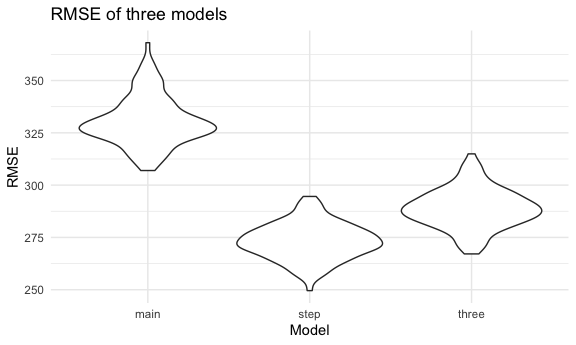 RMSE of three models
RMSE
350
325
300
275
250
main step three
Model